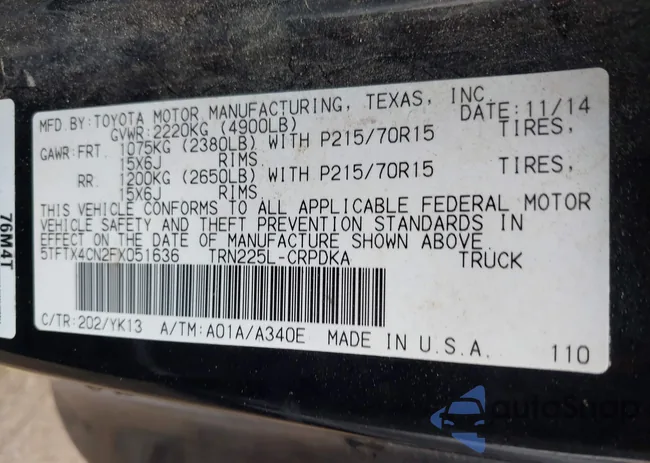 MFD.BY:TOYOTA MOTOR MANUFACTURING, TEXAS, INC.
GVWR:2220KG (4900LB) DATE:11/14
GAWR:FRT. 1075KG (2380LB) WITH P215/70R15 TIRES,
15X6J RIMS
RR. 1200KG (2650LB) WITH P215/70R15 TIRES,
15X6J RIMS
THIS VEHICLE CONFORMS TO ALL APPLICABLE FEDERAL MOTOR
VEHICLE SAFETY AND THEFT PREVENTION STANDARDS IN
EFFECT ON THE DATE OF MANUFACTURE SHOWN ABOVE.
5TFTX4CN2FX051636 TRN225L-CRPDKA TRUCK
C/TR:202/YK13 A/TM:A01A/A340E MADE IN U.S.A. 110
76M4T
autoSnap